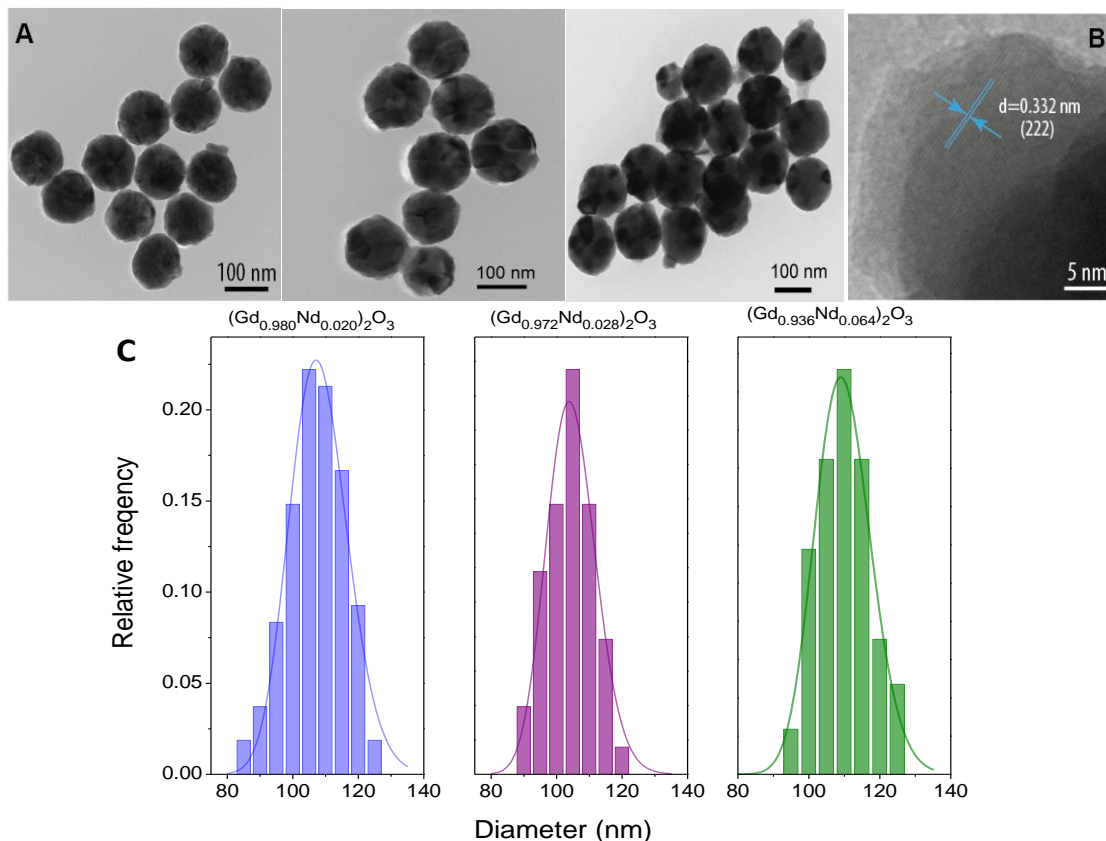 A
B
d=0.332 nm
(222)
100 nm
100 nm
100 nm
5 nm
C
(Gd₀.₉₈₀Nd₀.₀₂₀)₂O₃
(Gd₀.₉₇₂Nd₀.₀₂₈)₂O₃
(Gd₀.₉₃₆Nd₀.₀₆₄)₂O₃
Relative freqency
0.20
0.15
0.10
0.05
0.00
80 100 120 140
80 100 120 140
80 100 120 140
Diameter (nm)